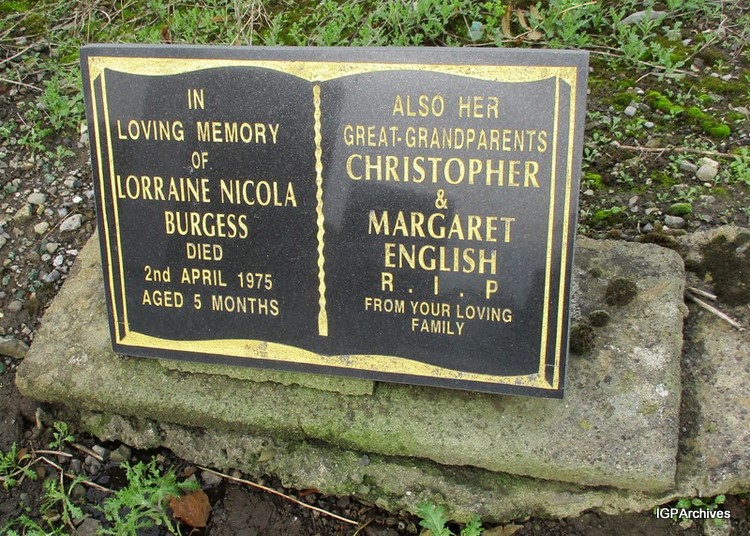 IN
LOVING MEMORY
OF
LORRAINE NICOLA
BURGESS
DIED
2nd APRIL 1975
AGED 5 MONTHS
ALSO HER
GREAT-GRANDPARENTS
CHRISTOPHER
&
MARGARET
ENGLISH
R . I . P
FROM YOUR LOVING
FAMILY
IGPArchives